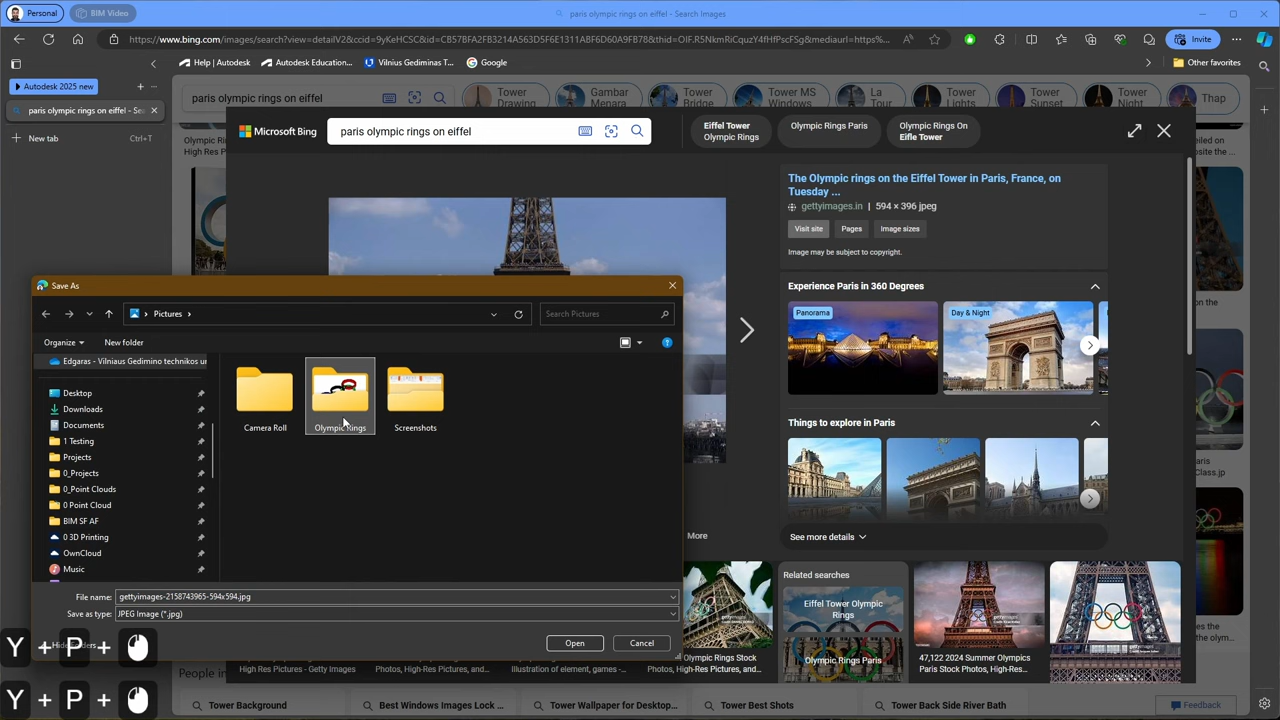 Personal
BIM Video
paris olympic rings on eiffel - Search Images
https://www.bing.com/images/search?view=detailV2&ccid=9yKeHCSC&id=CB57BFA2FB3214A563D5F6E1311ABF6D60A9FB78&thid=OIF.R5NkmRiCquzY4fHfPscFSg&mediaurl=https%...
Invite
Help | Autodesk
Autodesk Education...
Vilnius Gediminas T...
Google
Other favorites
Autodesk 2025 new
paris olympic rings on eiffel - Sea
New tab
Ctrl+T
paris olympic rings on eiffel
Tower Drawing
Gambar Menara
Tower Bridge
Tower MS Windows
La Tour
Tower Lights
Tower Sunset
Tower Night
Thap
Microsoft Bing
paris olympic rings on eiffel
Eiffel Tower Olympic Rings
Olympic Rings Paris
Olympic Rings On Eifle Tower
The Olympic rings on the Eiffel Tower in Paris, France, on
Tuesday ...
gettyimages.in | 594 × 396 jpeg
Visit site
Pages
Image sizes
Image may be subject to copyright.
Experience Paris in 360 Degrees
Panorama
Day & Night
Things to explore in Paris
See more details
Related searches
Eiffel Tower Olympic
Rings
Olympic Rings Paris
47,122 2024 Summer Olympics
Paris Stock Photos, High-Res...
Olympic Rings Stock
Photos, High-Res...
More
Save As
Pictures
Search Pictures
Organize
New folder
Edgaras - Vilniaus Gedimino technikos ur
Desktop
Downloads
Documents
1 Testing
Projects
0_Projects
0_Point Clouds
0 Point Cloud
BIM SF AF
0 3D Printing
OwnCloud
Music
Camera Roll
Olympic Rings
Screenshots
File name:
gettyimages-2158743965-594x594.jpg
Save as type:
JPEG Image (*.jpg)
Hide Folders
Open
Cancel
Y + P +
Y + P +
High Res Pictures - Getty Images
Photos, High-Res Pictures, and...
Illustration of element, games -...
Tower Background
Best Windows Images Lock ...
Tower Wallpaper for Desktop...
Tower Best Shots
Tower Back Side River Bath
Feedback